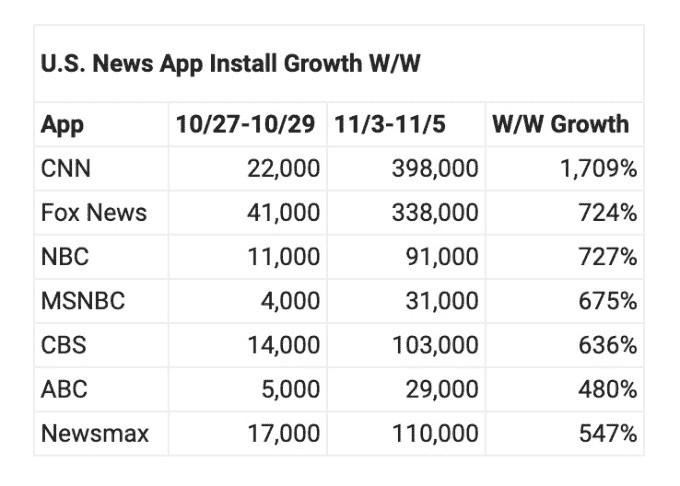 U.S. News App Install Growth W/W
App 10/27-10/29 11/3-11/5 W/W Growth
CNN 22,000 398,000 1,709%
Fox News 41,000 338,000 724%
NBC 11,000 91,000 727%
MSNBC 4,000 31,000 675%
CBS 14,000 103,000 636%
ABC 5,000 29,000 480%
Newsmax 17,000 110,000 547%